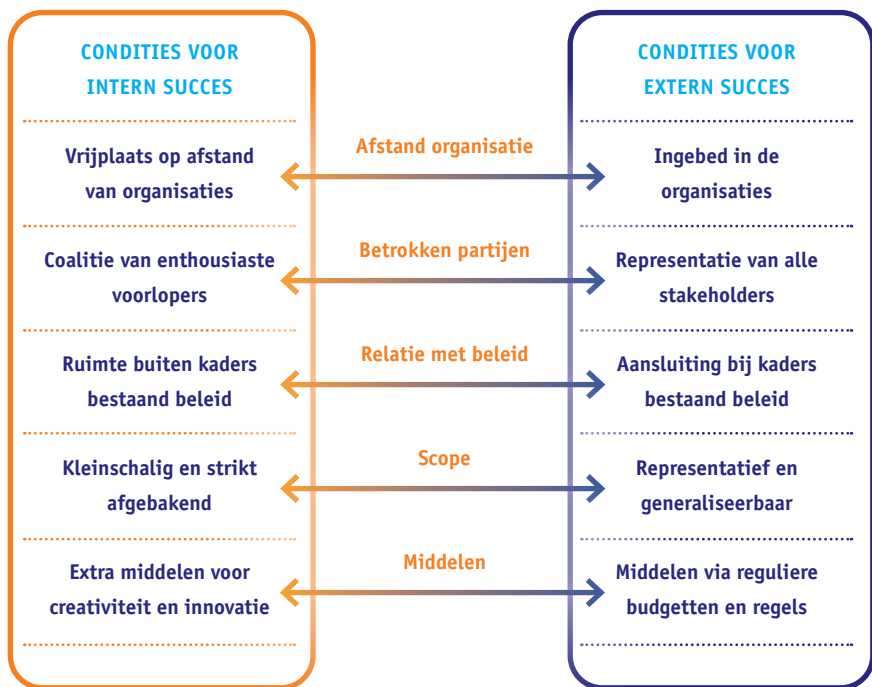 CONDITIES VOOR
INTERN SUCCES
CONDITIES VOOR
EXTERN SUCCES
Vrijplaats op afstand
van organisaties
Afstand organisatie
Ingebed in de
organisaties
Coalitie van enthousiaste
voorlopers
Betrokken partijen
Representatie van alle
stakeholders
Ruimte buiten kaders
bestaand beleid
Relatie met beleid
Aansluiting bij kaders
bestaand beleid
Kleinschalig en strikt
afgebakend
Scope
Representatief en
generaliseerbaar
Extra middelen voor
creativiteit en innovatie
Middelen
Middelen via reguliere
budgetten en regels